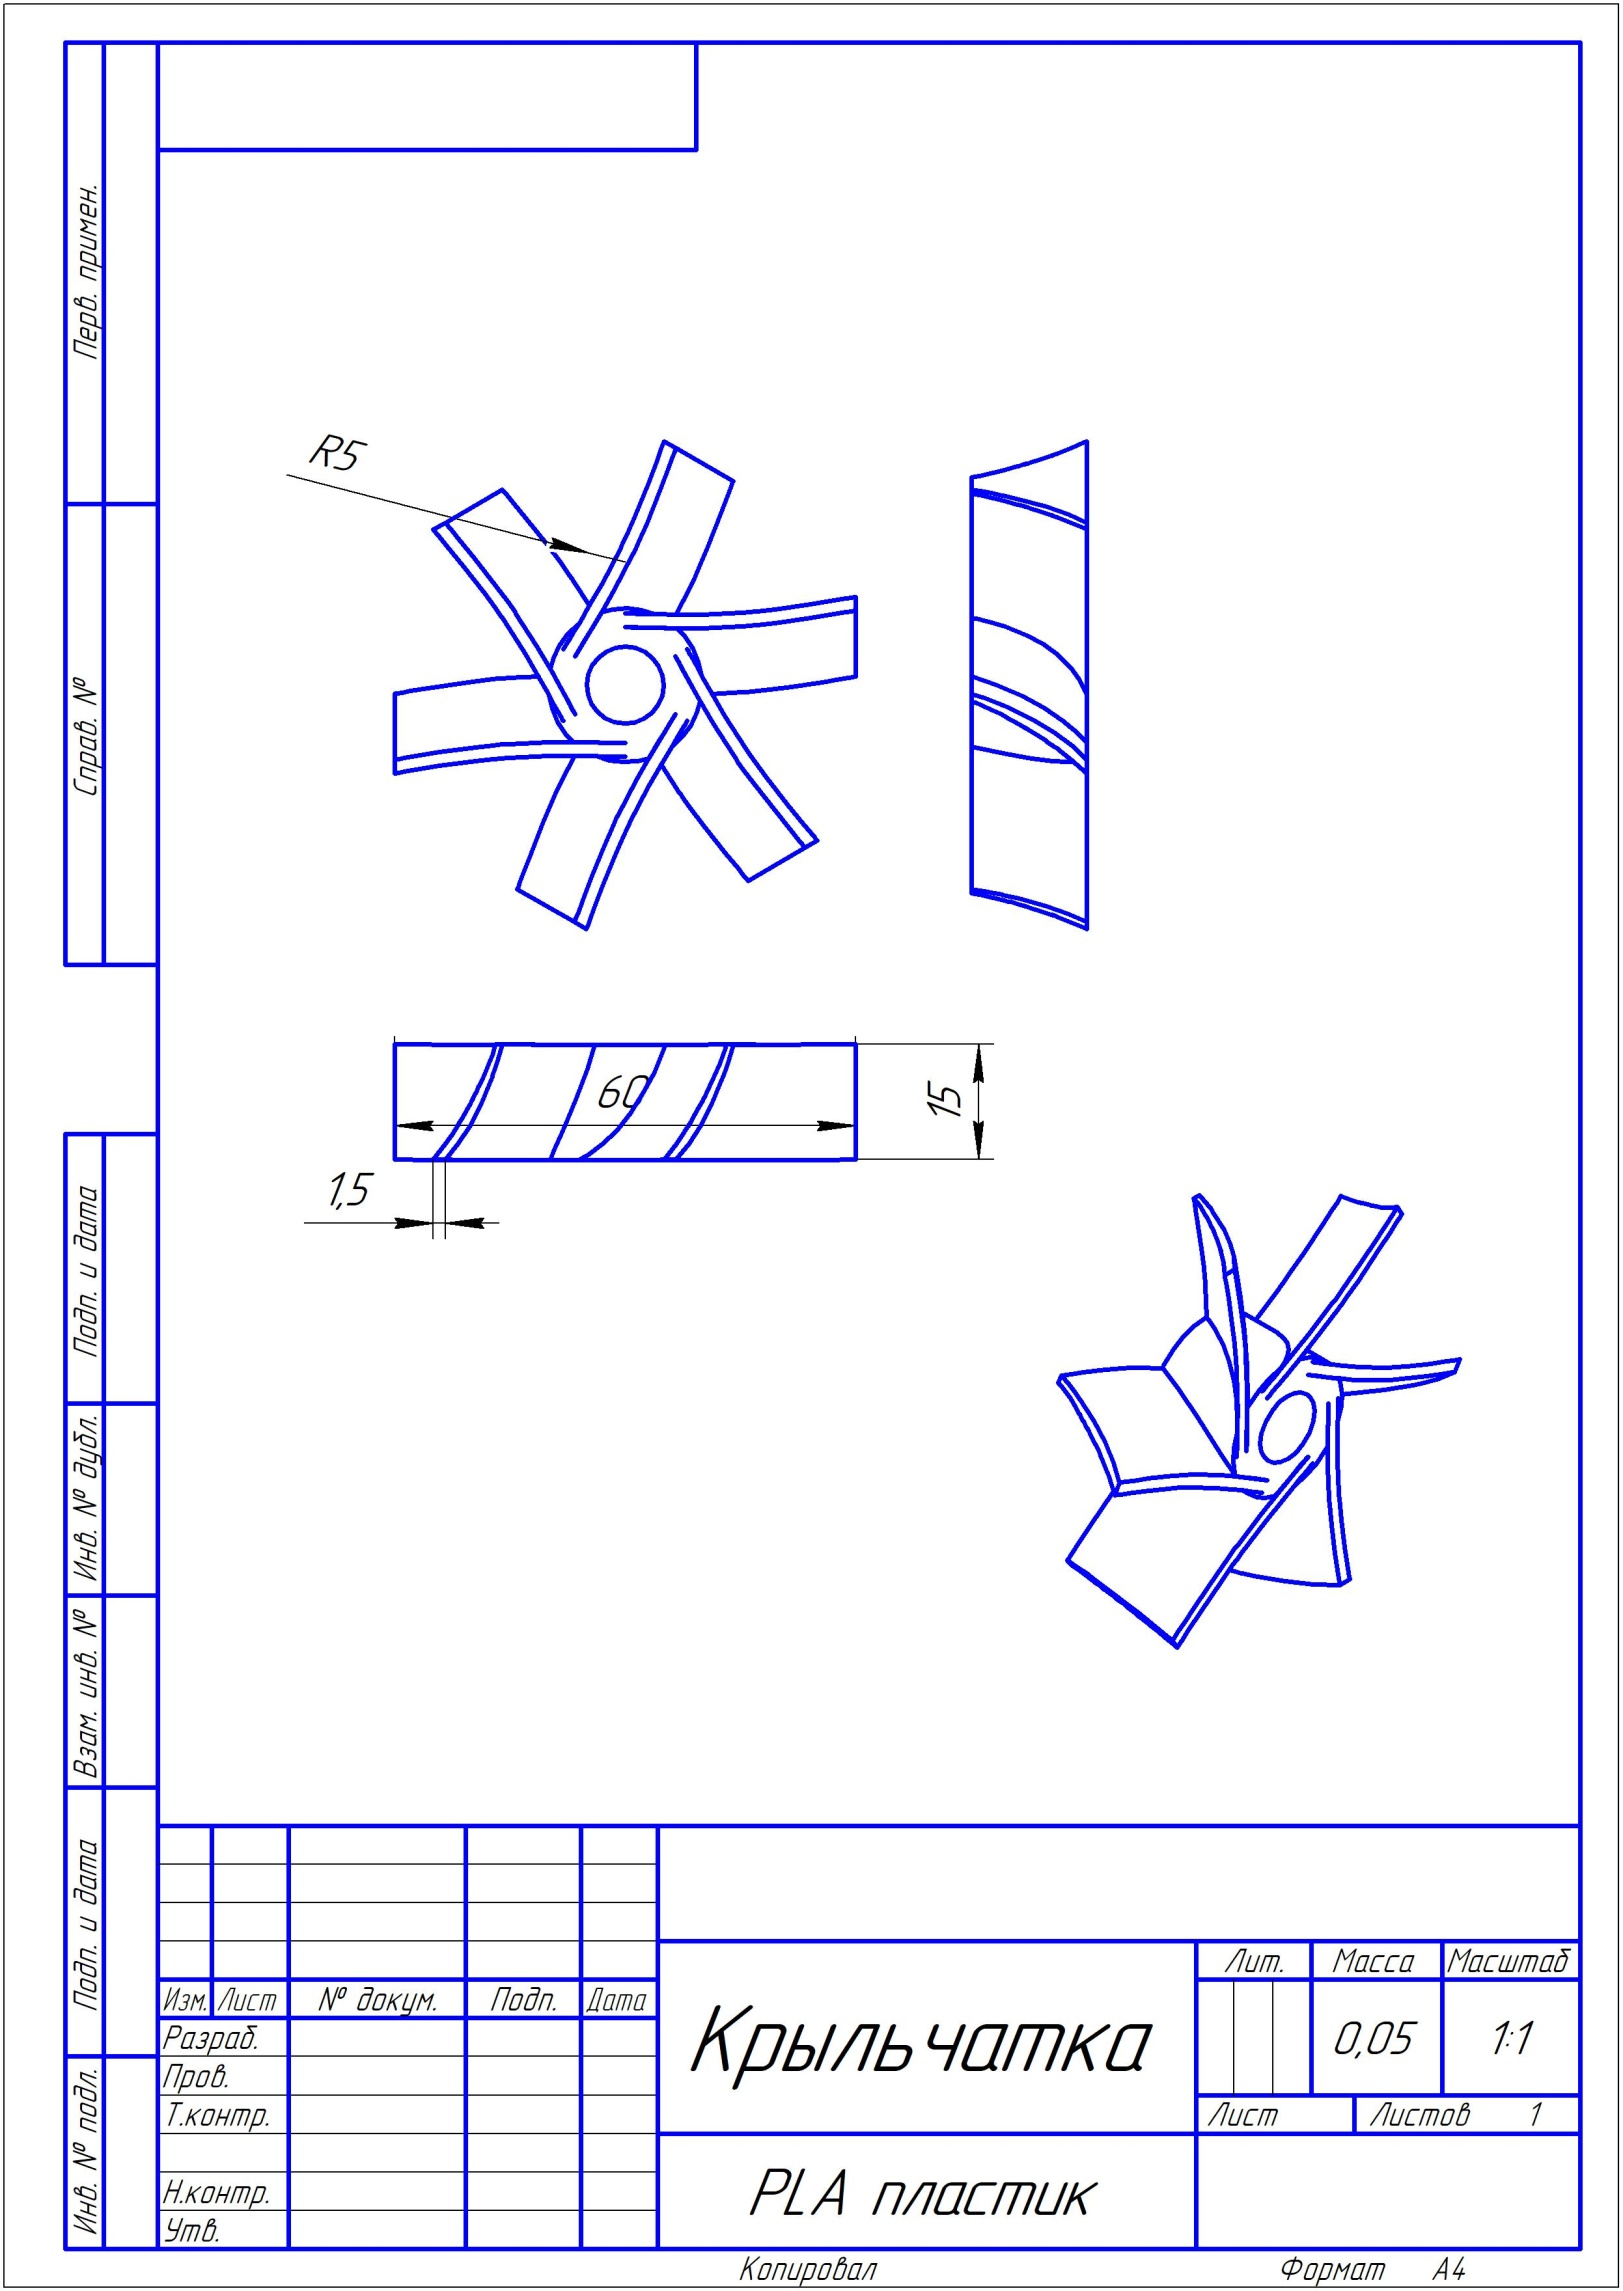 Перв. примен.
Справ. №
Подп. и дата
Инв. № дубл.
Взам. инв. №
Подп. и дата
Инв. № подл.
R5
60
15
1,5
Изм. Лист № докум. Подп. Дата
Разраб.
Пров.
Т.контр.
Н.контр.
Утв.
Крыльчатка
PLA пластик
Лит. Масса Масштаб
0,05 1:1
Лист Листов 1
Копировал Формат А4